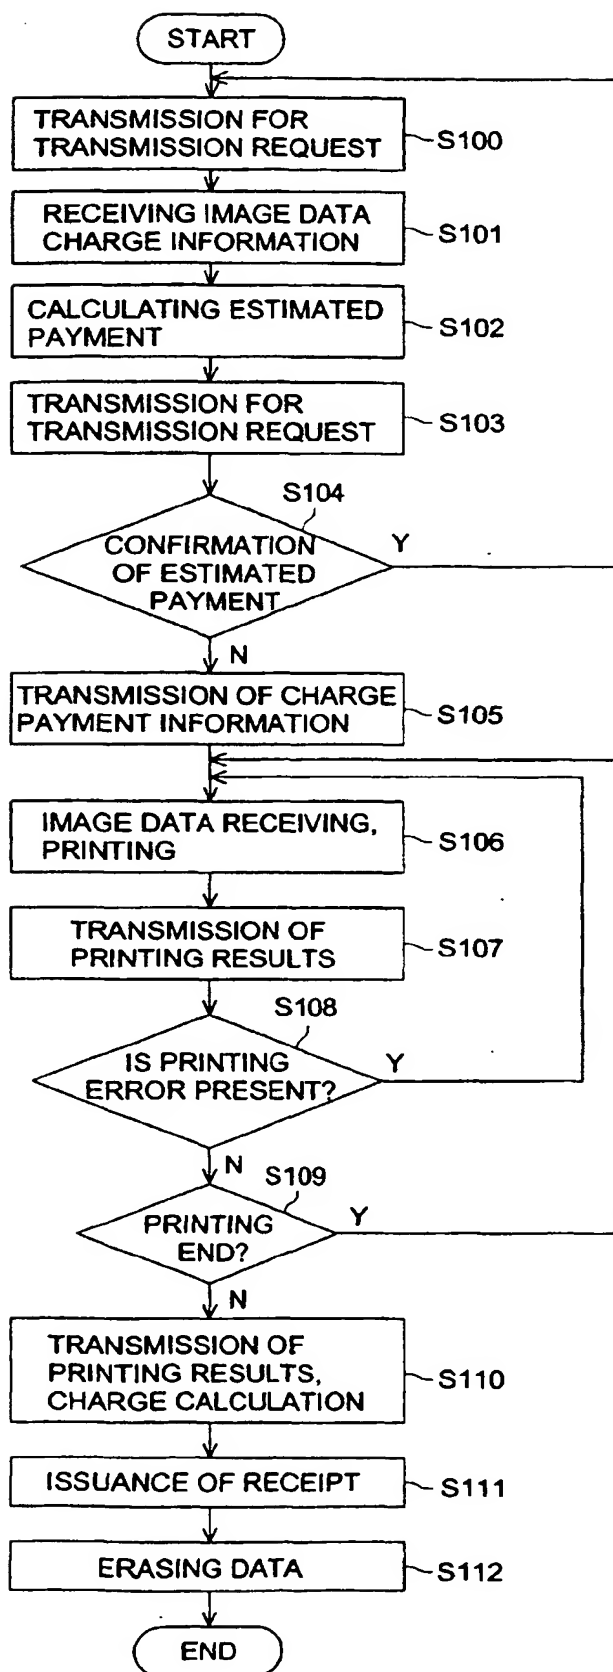 START
TRANSMISSION FOR
TRANSMISSION REQUEST
S100
RECEIVING IMAGE DATA
CHARGE INFORMATION
S101
CALCULATING ESTIMATED
PAYMENT
S102
TRANSMISSION FOR
TRANSMISSION REQUEST
S103
S104
CONFIRMATION
OF ESTIMATED
PAYMENT
Y
N
TRANSMISSION OF CHARGE
PAYMENT INFORMATION
S105
IMAGE DATA RECEIVING,
PRINTING
S106
TRANSMISSION OF
PRINTING RESULTS
S107
S108
IS PRINTING
ERROR PRESENT?
Y
N
S109
PRINTING
END?
Y
N
TRANSMISSION OF
PRINTING RESULTS,
CHARGE CALCULATION
S110
ISSUANCE OF RECEIPT
S111
ERASING DATA
S112
END